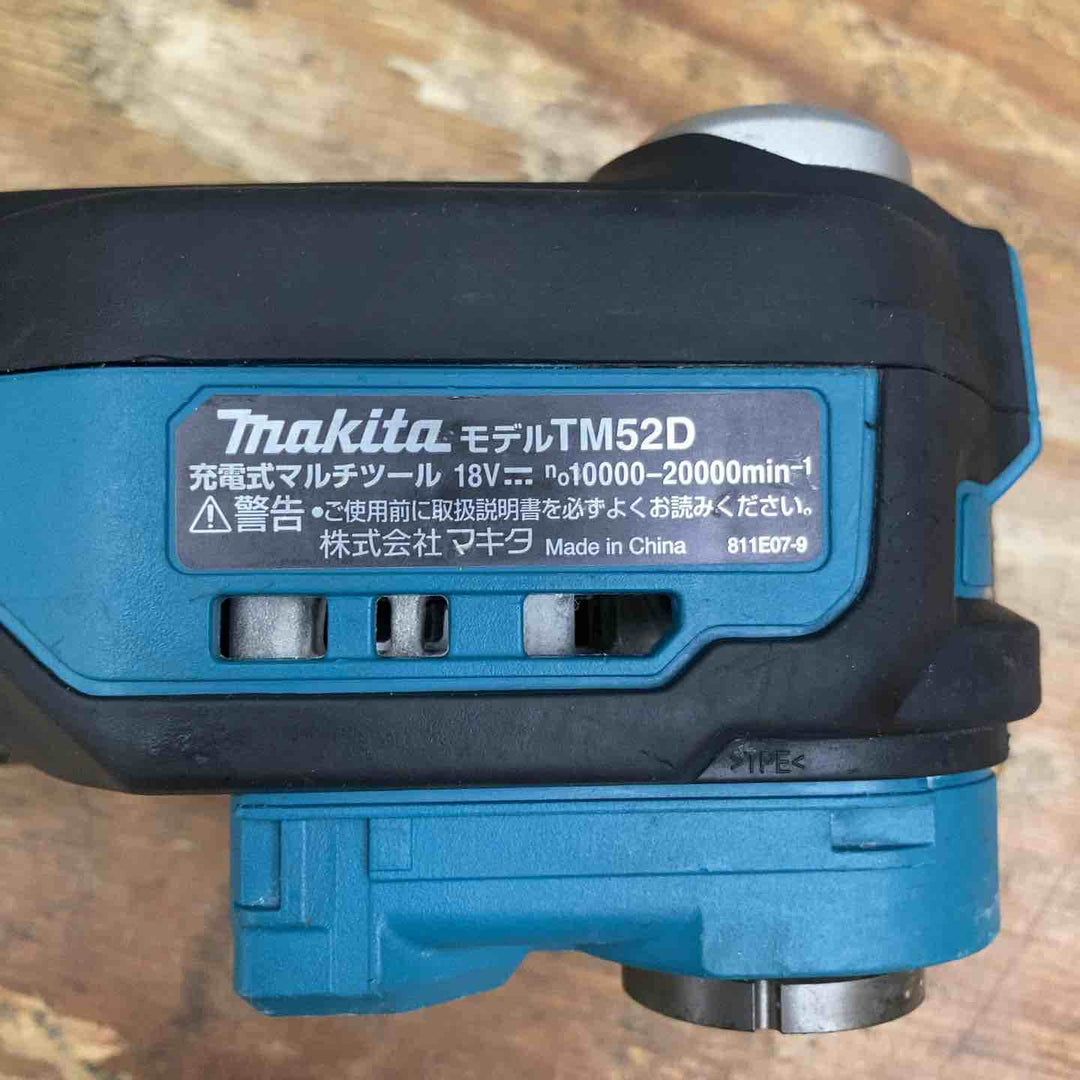 makita モデルTM52D
充電式マルチツール 18V⎓ n₀10000−20000min⁻¹
⚠警告 •ご使用前に取扱説明書を必ずよくお読みください。
株式会社 マキタ Made in China 811E07-9
>TPE<